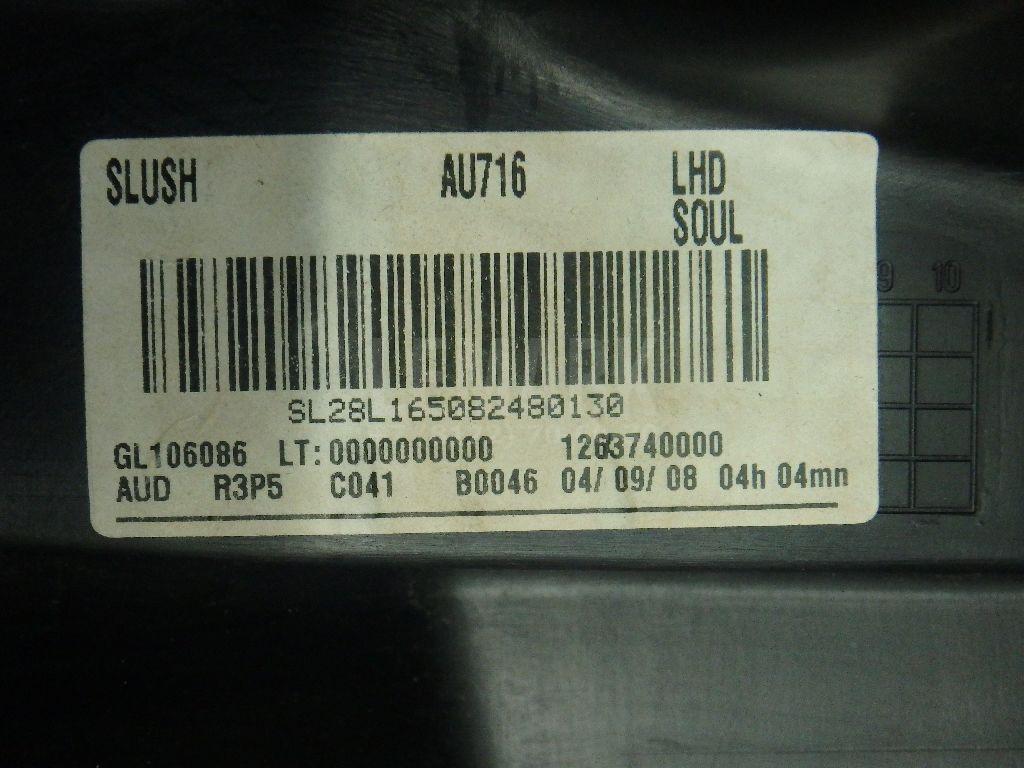 SLUSH AU716 LHD
SOUL
SL28L165082480130
GL106086 LT:0000000000 1263740000
AUD R3P5 C041 B0046 04/ 09/ 08 04h 04mn
9 10